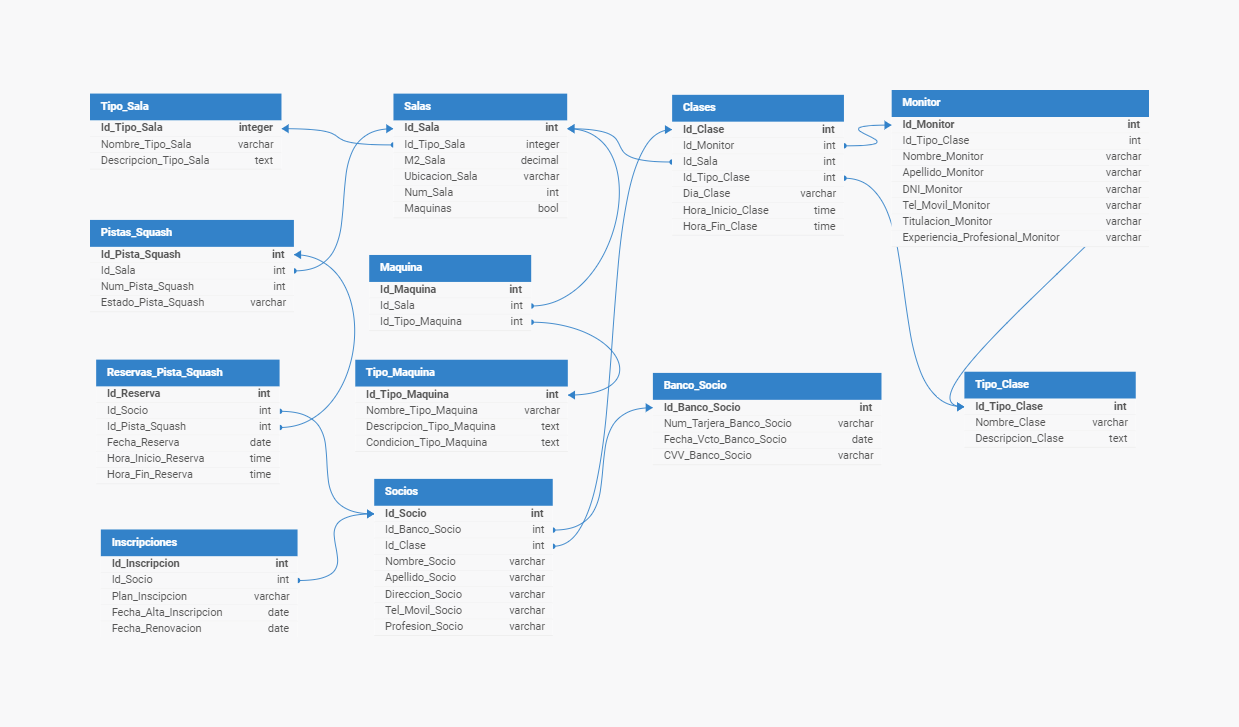 Tipo_Sala
Id_Tipo_Sala integer
Nombre_Tipo_Sala varchar
Descripcion_Tipo_Sala text
Salas
Id_Sala int
Id_Tipo_Sala integer
M2_Sala decimal
Ubicacion_Sala varchar
Num_Sala int
Maquinas bool
Clases
Id_Clase int
Id_Monitor int
Id_Sala int
Id_Tipo_Clase int
Dia_Clase varchar
Hora_Inicio_Clase time
Hora_Fin_Clase time
Monitor
Id_Monitor int
Id_Tipo_Clase int
Nombre_Monitor varchar
Apellido_Monitor varchar
DNI_Monitor varchar
Tel_Movil_Monitor varchar
Titulacion_Monitor varchar
Experiencia_Profesional_Monitor varchar
Pistas_Squash
Id_Pista_Squash int
Id_Sala int
Num_Pista_Squash int
Estado_Pista_Squash varchar
Maquina
Id_Maquina int
Id_Sala int
Id_Tipo_Maquina int
Reservas_Pista_Squash
Id_Reserva int
Id_Socio int
Id_Pista_Squash int
Fecha_Reserva date
Hora_Inicio_Reserva time
Hora_Fin_Reserva time
Tipo_Maquina
Id_Tipo_Maquina int
Nombre_Tipo_Maquina varchar
Descripcion_Tipo_Maquina text
Condicion_Tipo_Maquina text
Banco_Socio
Id_Banco_Socio int
Num_Tarjera_Banco_Socio varchar
Fecha_Vcto_Banco_Socio date
CVV_Banco_Socio varchar
Tipo_Clase
Id_Tipo_Clase int
Nombre_Clase varchar
Descripcion_Clase text
Socios
Id_Socio int
Id_Banco_Socio int
Id_Clase int
Nombre_Socio varchar
Apellido_Socio varchar
Direccion_Socio varchar
Tel_Movil_Socio varchar
Profesion_Socio varchar
Inscripciones
Id_Inscripcion int
Id_Socio int
Plan_Inscipcion varchar
Fecha_Alta_Inscripcion date
Fecha_Renovacion date